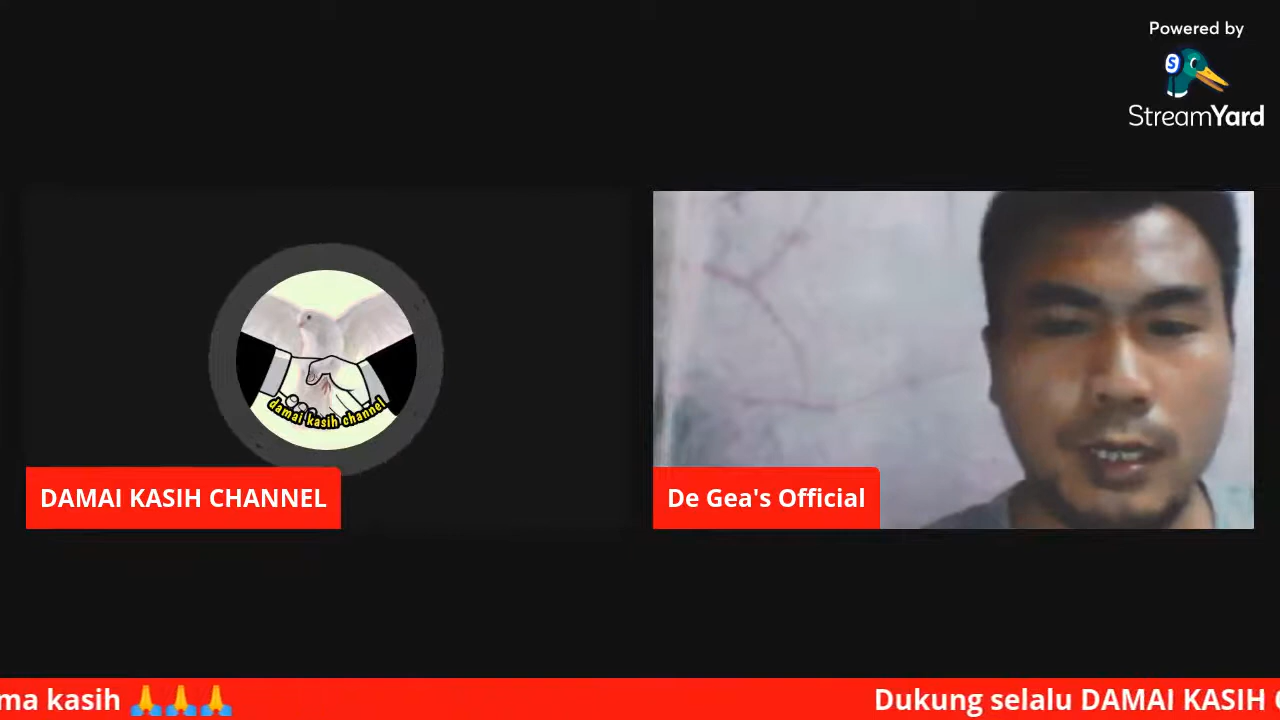 Powered by
StreamYard
damai kasih channel
DAMAI KASIH CHANNEL
De Gea's Official
ma kasih 🙏🙏🙏 Dukung selalu DAMAI KASIH